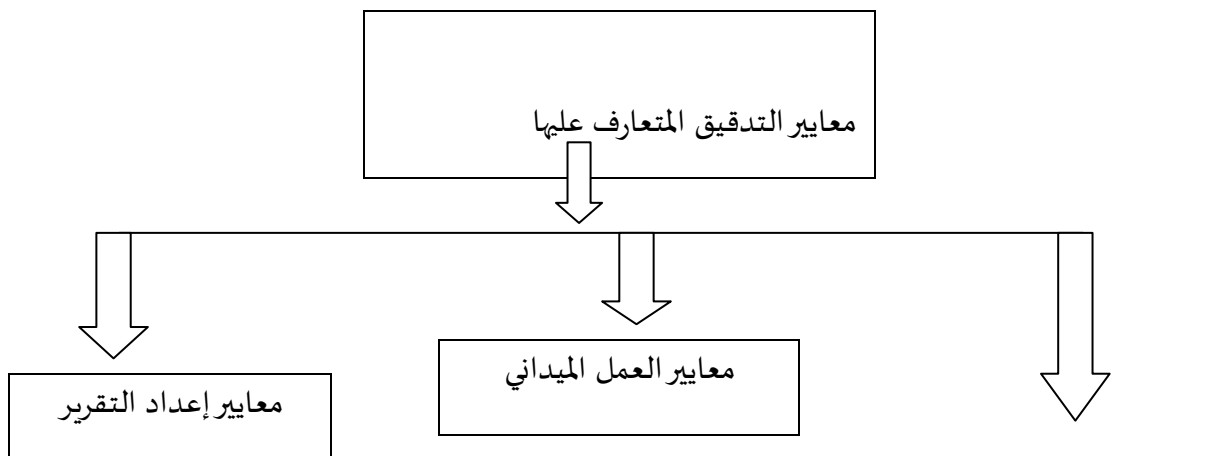 معايير التدقيق المتعارف عليها
معايير العمل الميداني
معايير إعداد التقرير